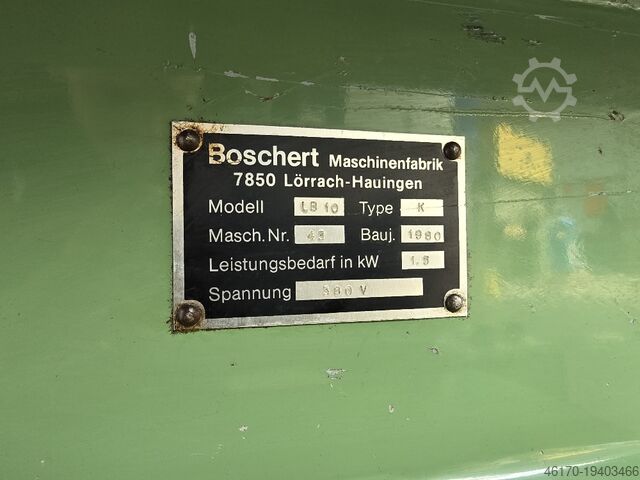 Boschert Maschinenfabrik
7850 Lörrach-Hauingen
Modell LB 10 Type K
Masch.Nr. 43 Bauj. 1980
Leistungsbedarf in kW 1.5
Spannung 380 V
46170-19403466